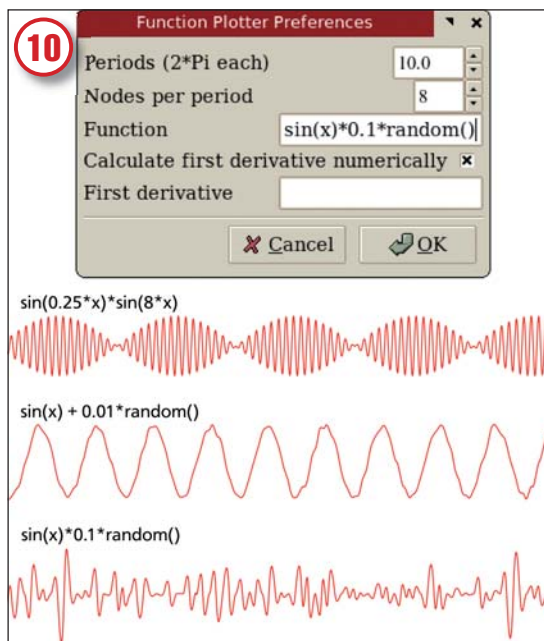 Function Plotter Preferences
10
Periods (2*Pi each) 10.0
Nodes per period 8
Function sin(x)*0.1*random()
Calculate first derivative numerically
First derivative
Cancel OK
sin(0.25*x)*sin(8*x)
sin(x) + 0.01*random()
sin(x)*0.1*random()